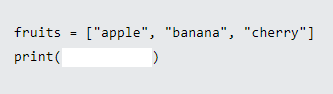 fruits = ["apple", "banana", "cherry"]
print(          )